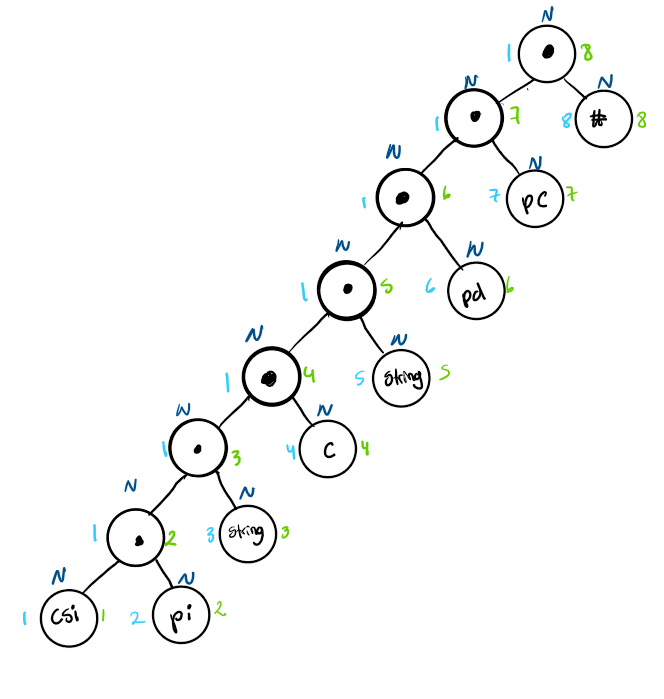 N
1 • 8
N N
1 • 7 8 # 8
N N
1 • 6 7 pC 7
N N
1 • 5 6 pd 6
N N
1 • 4 5 string 5
N N
1 • 3 4 C 4
N N
1 • 2 3 string 3
N N
1 Csi 1 2 pi 2